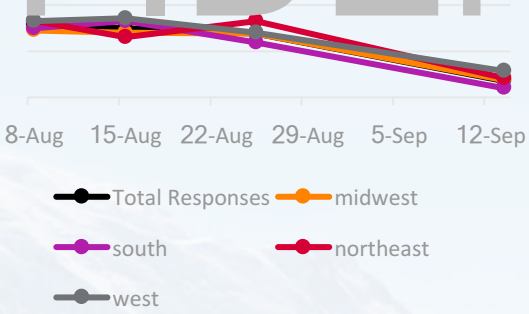 8-Aug 15-Aug 22-Aug 29-Aug 5-Sep 12-Sep
Total Responses midwest
south northeast
west